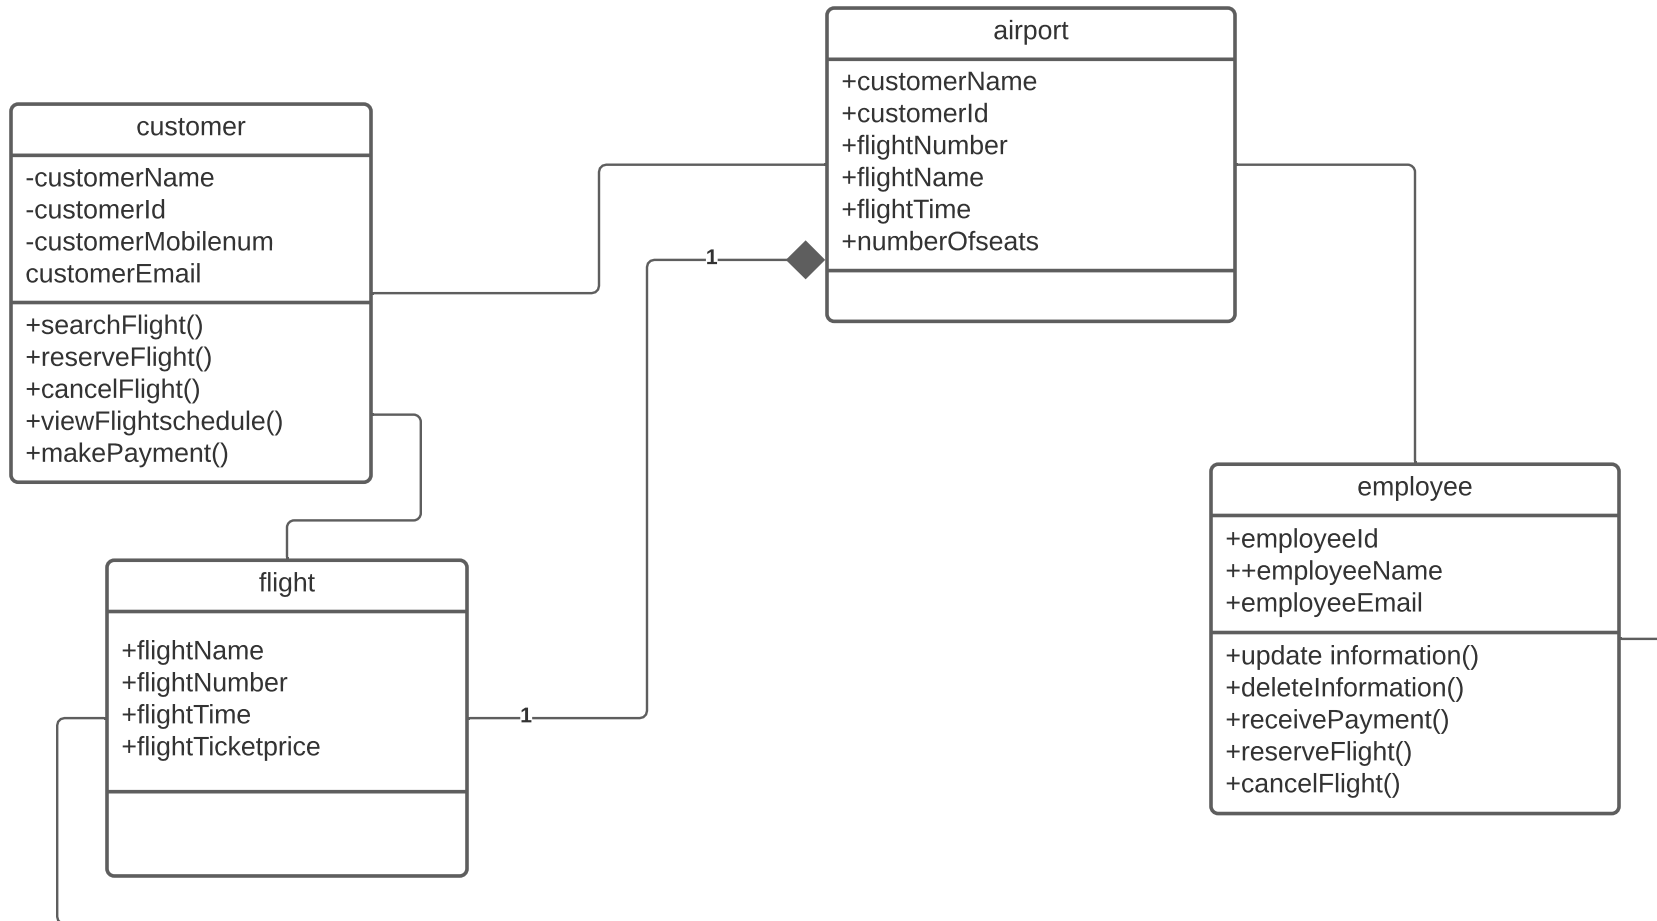 airport
+customerName
+customerId
+flightNumber
+flightName
+flightTime
+numberOfseats
customer
-customerName
-customerId
-customerMobilenum
customerEmail
+searchFlight()
+reserveFlight()
+cancelFlight()
+viewFlightschedule()
+makePayment()
1
flight
+flightName
+flightNumber
+flightTime
+flightTicketprice
1
employee
+employeeId
++employeeName
+employeeEmail
+update information()
+deleteInformation()
+receivePayment()
+reserveFlight()
+cancelFlight()